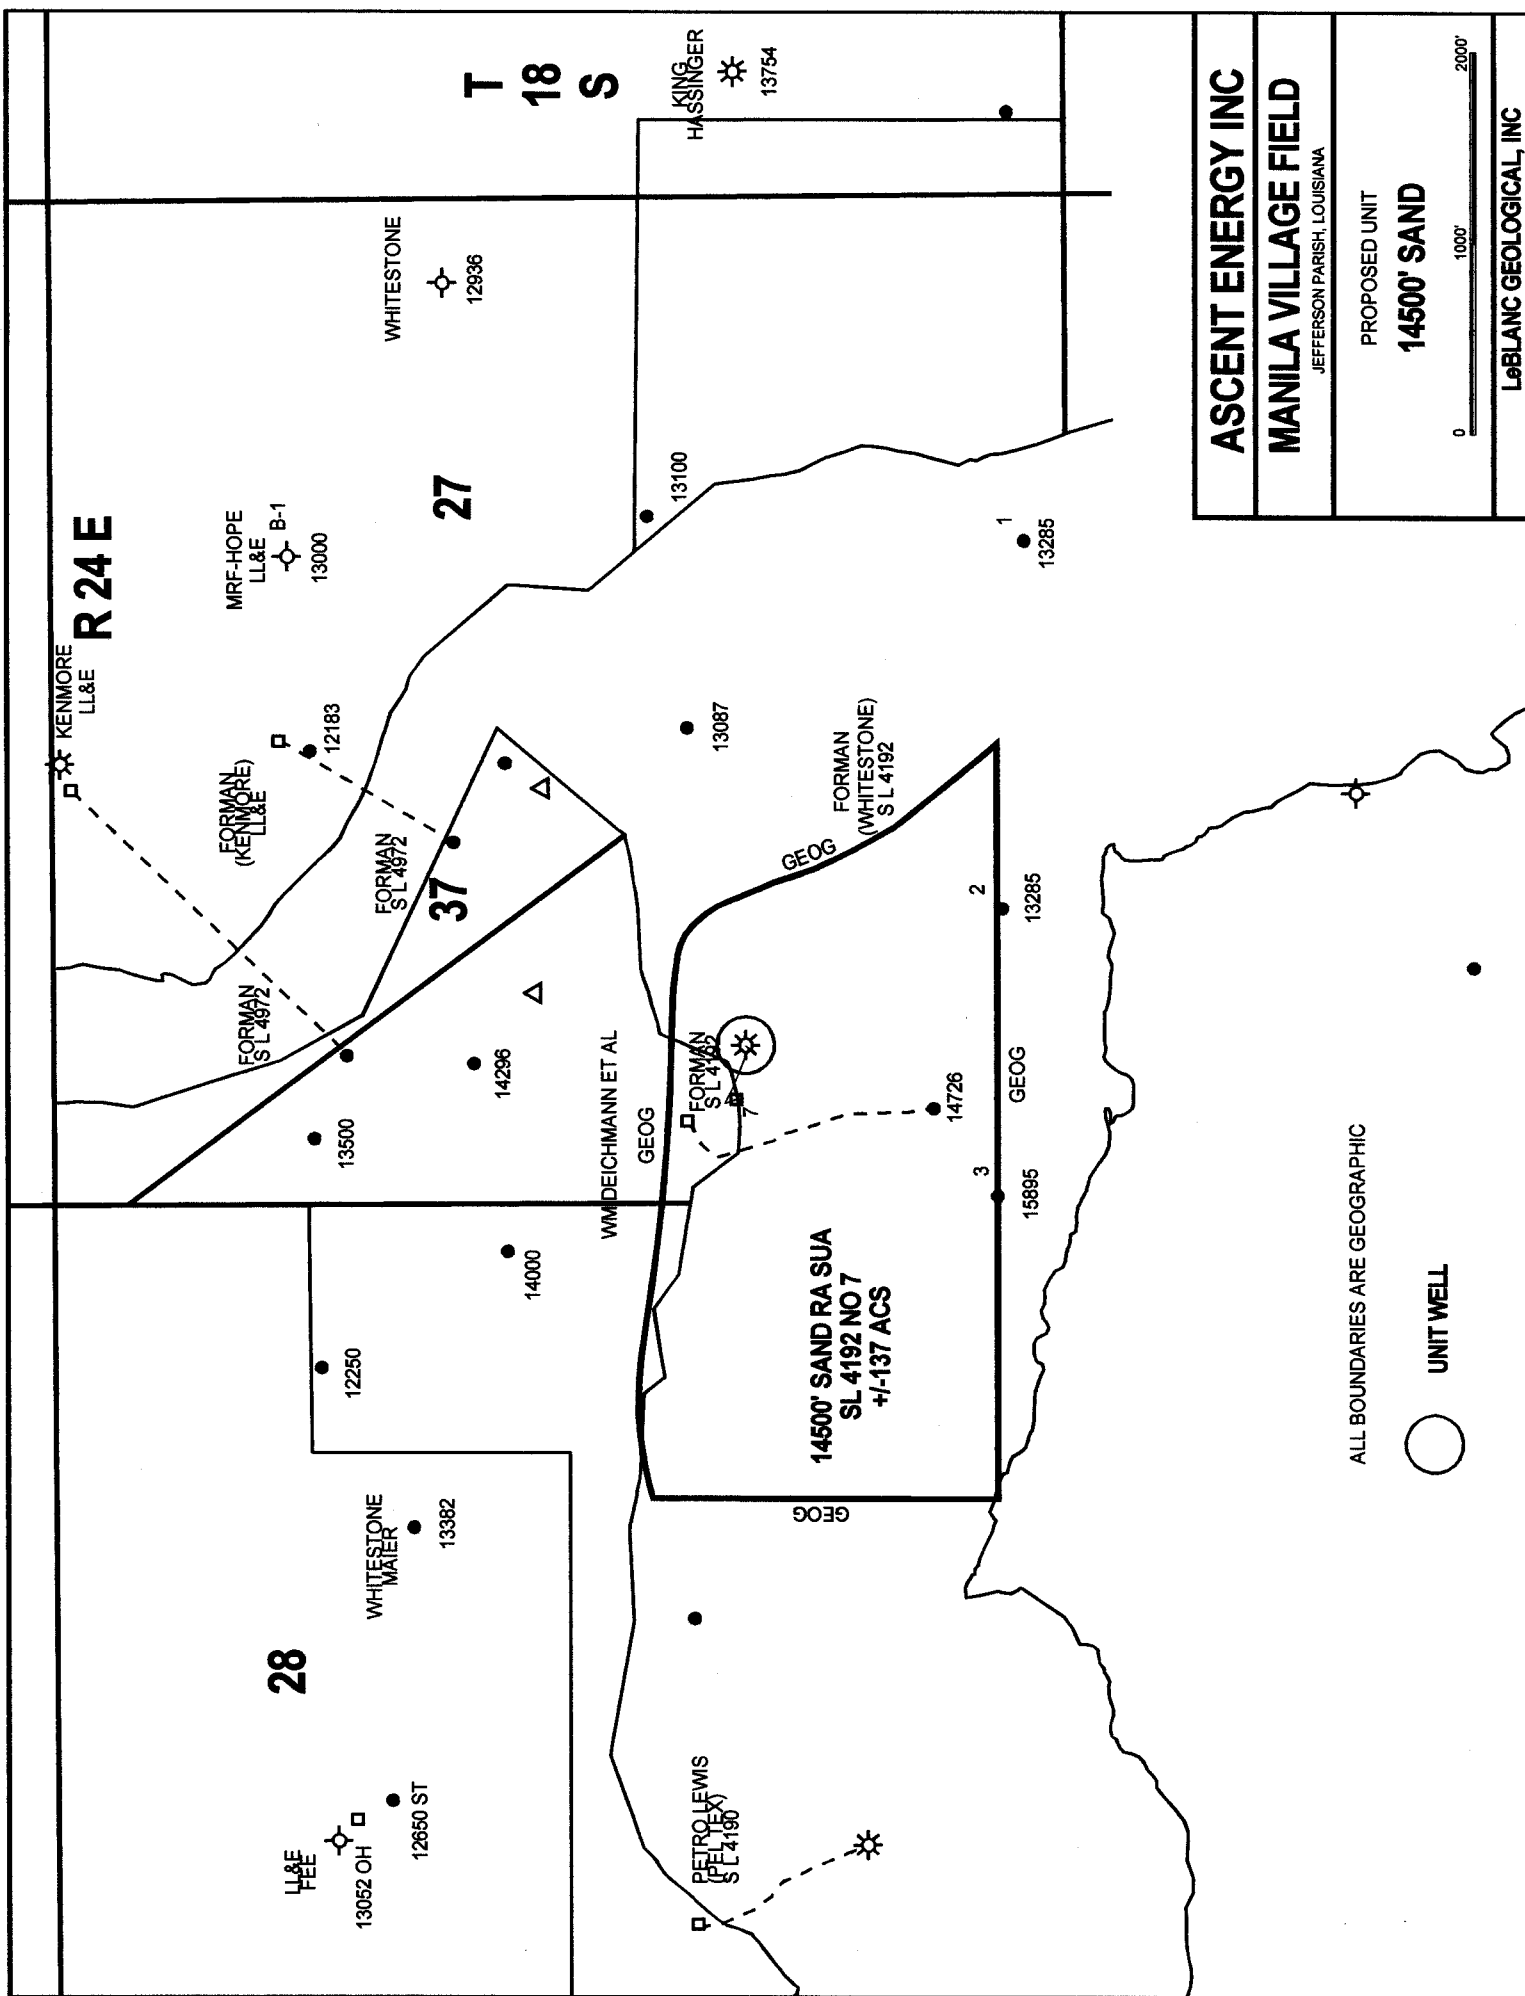 R 24 E
T
18
S
KENMORE
LL&E
MRF-HOPE
LL&E
B-1
13000
WHITESTONE
12936
27
KING
HASSINGER
13754
FORMAN
(KENMORE)
LL&E
12183
FORMAN
S L 4972
37
FORMAN
S L 4972
13500
14296
12250
14000
28
LL&E
FEE
13052 OH
12650 ST
WHITESTONE
MAIER
13382
13100
13087
1
13285
WM DEICHMANN ET AL
GEOG
FORMAN
S L 4192
7
14726
GEOG
FORMAN
(WHITESTONE)
S L 4192
2
13285
3
15895
GEOG
GEOG
14500' SAND RA SUA
SL 4192 NO 7
+/-137 ACS
PETRO LEWIS
(PEL TEX)
S L 4190
ALL BOUNDARIES ARE GEOGRAPHIC
UNIT WELL
ASCENT ENERGY INC
MANILA VILLAGE FIELD
JEFFERSON PARISH, LOUISIANA
PROPOSED UNIT
14500' SAND
0 1000' 2000'
LeBLANC GEOLOGICAL, INC